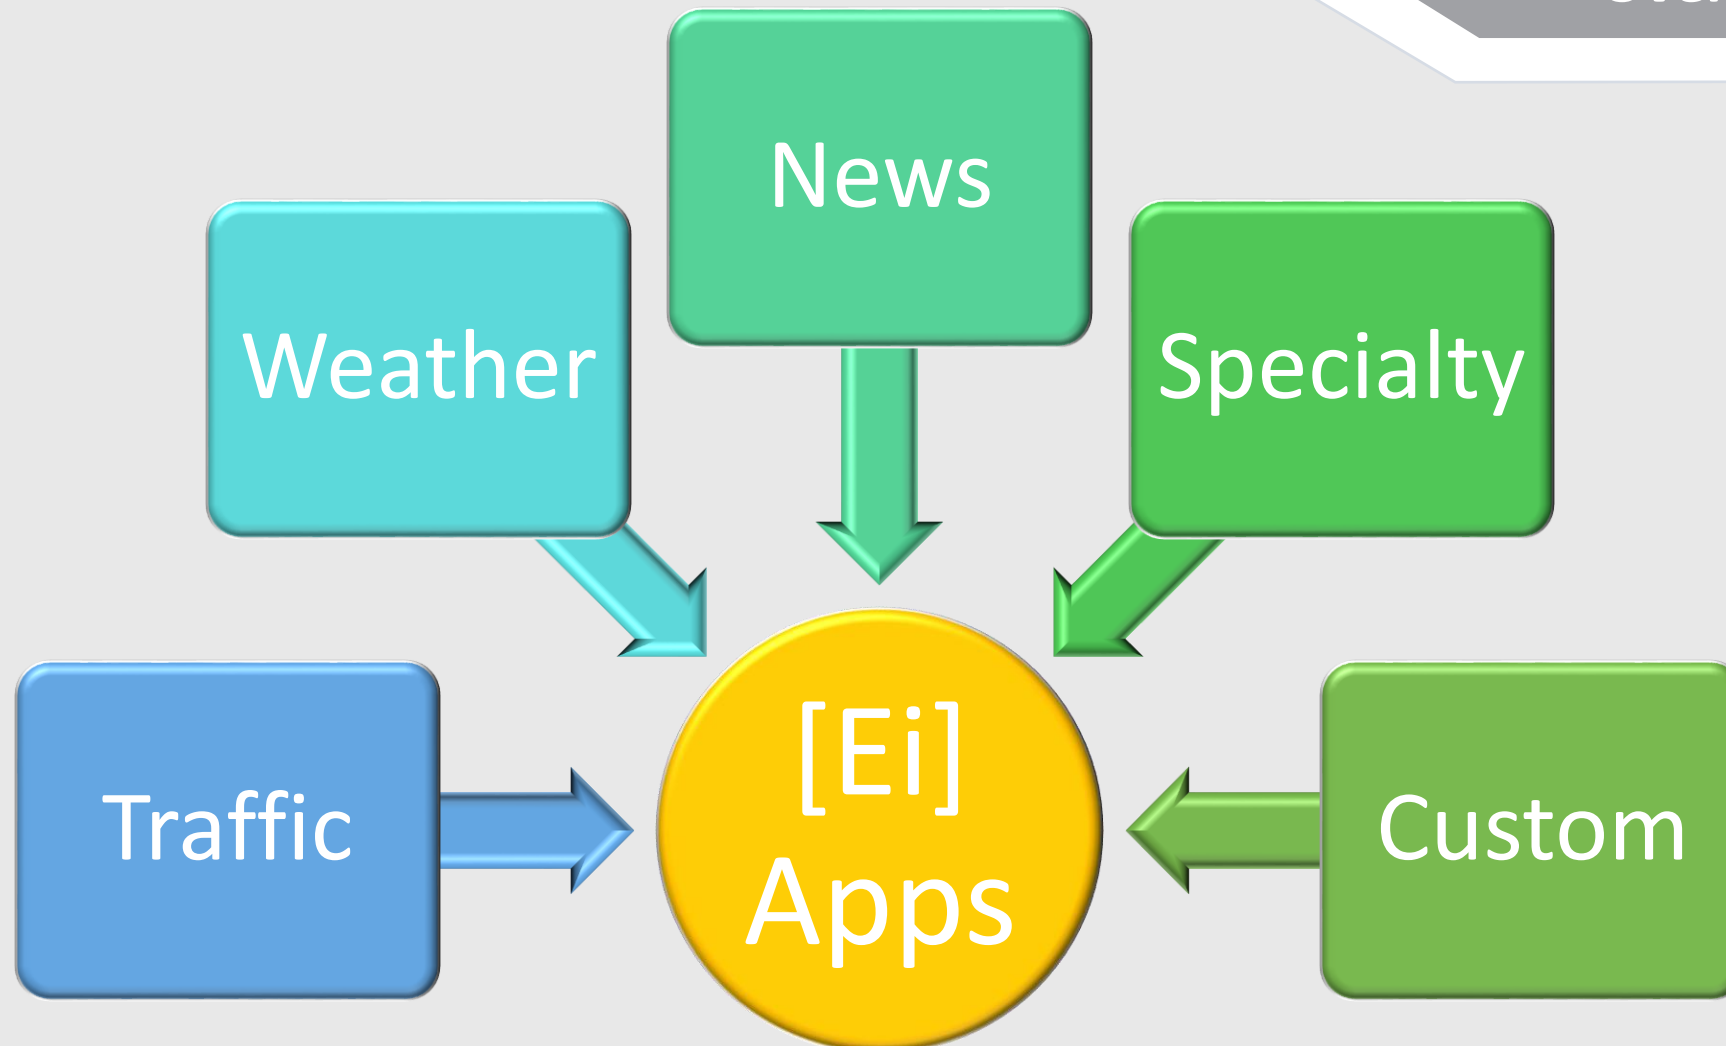 News
Weather
Specialty
Traffic
[Ei]
Apps
Custom